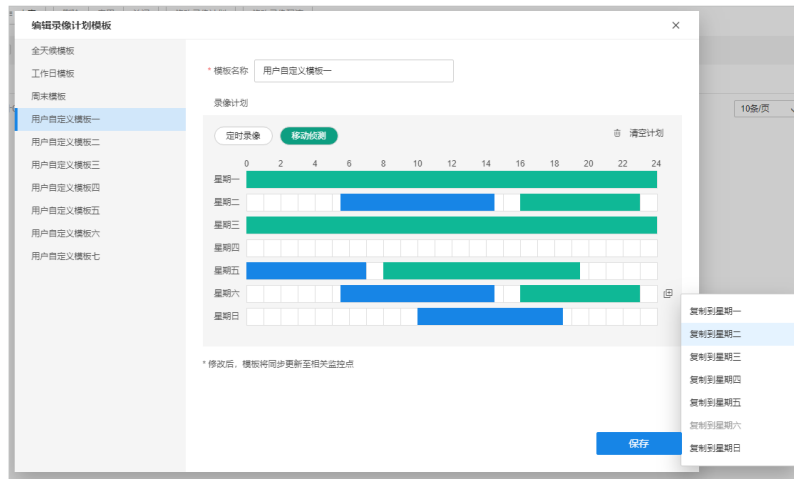 编辑录像计划模板
全天候模板
工作日模板
周末模板
用户自定义模板一
用户自定义模板二
用户自定义模板三
用户自定义模板四
用户自定义模板五
用户自定义模板六
用户自定义模板七
* 模板名称 用户自定义模板一
录像计划
定时录像 移动侦测 清空计划
0 2 4 6 8 10 12 14 16 18 20 22 24
星期一
星期二
星期三
星期四
星期五
星期六
星期日
* 修改后，模板将同步更新至相关监控点
保存
10条/页
复制到星期一
复制到星期二
复制到星期三
复制到星期四
复制到星期五
复制到星期六
复制到星期日